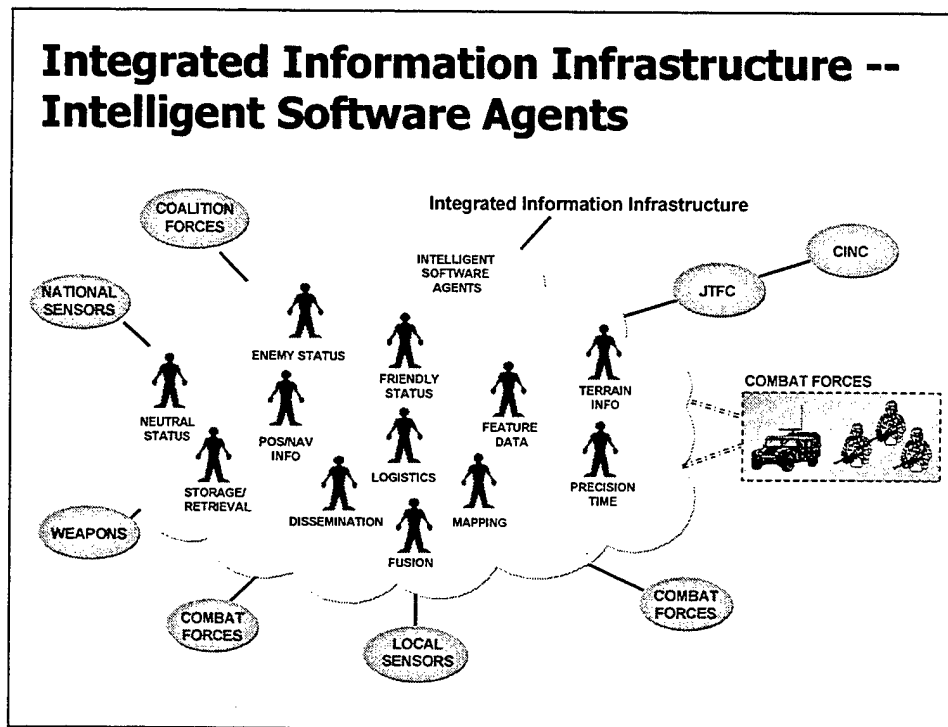 Integrated Information Infrastructure --
Intelligent Software Agents
COALITION
FORCES
Integrated Information Infrastructure
CINC
INTELLIGENT
SOFTWARE
AGENTS
JTFC
NATIONAL
SENSORS
ENEMY STATUS
FRIENDLY
STATUS
TERRAIN
INFO
COMBAT FORCES
NEUTRAL
STATUS
POS/NAV
INFO
FEATURE
DATA
LOGISTICS
STORAGE/
RETRIEVAL
PRECISION
TIME
DISSEMINATION
MAPPING
WEAPONS
FUSION
COMBAT
FORCES
COMBAT
FORCES
LOCAL
SENSORS